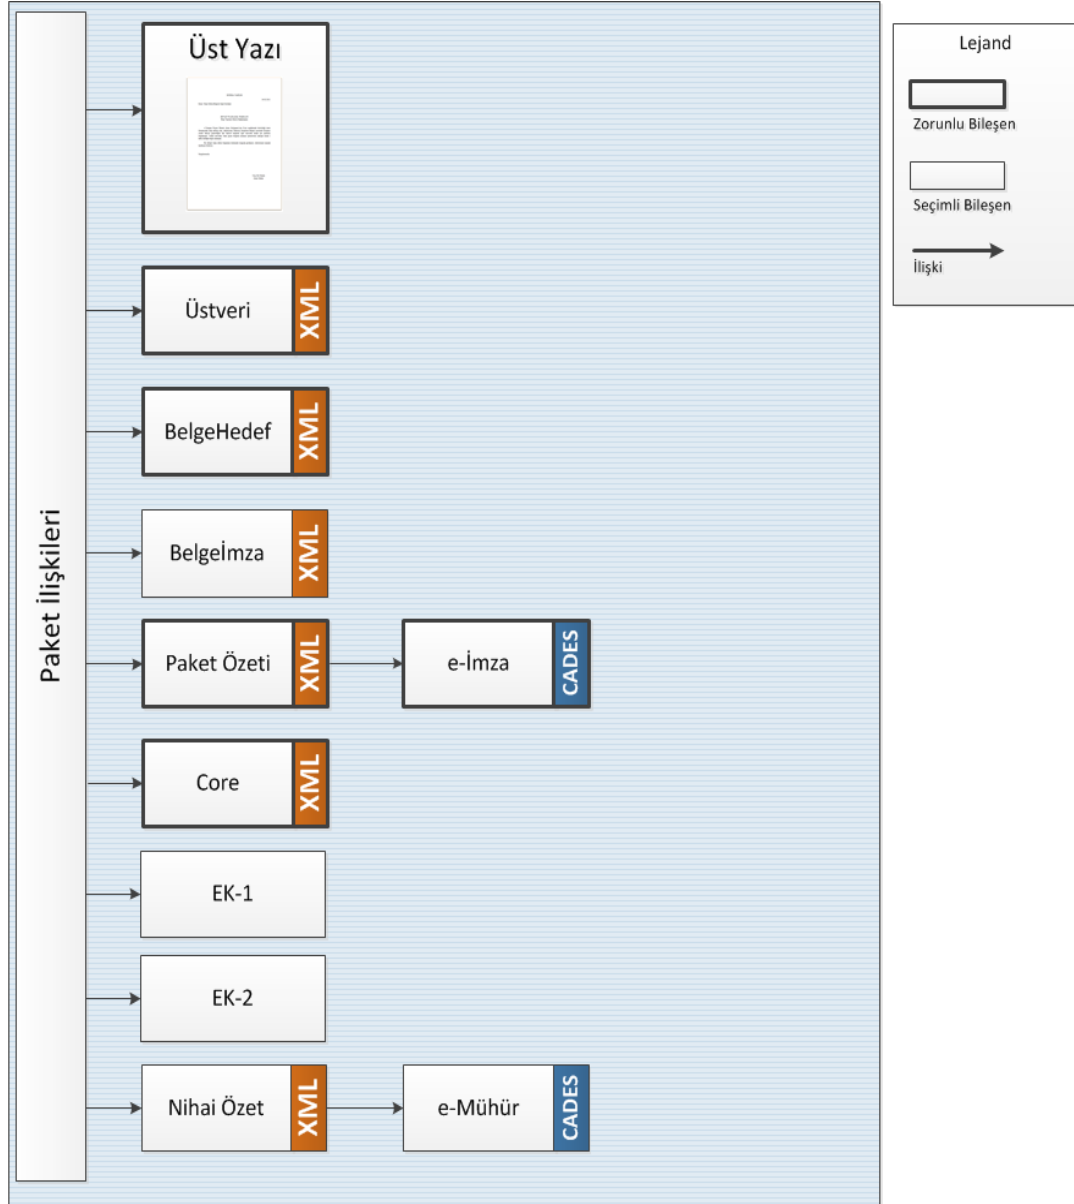 Paket İlişkileri
Üst Yazı
Üstveri
XML
BelgeHedef
XML
Belgeİmza
XML
Paket Özeti
XML
e-İmza
CADES
Core
XML
EK-1
EK-2
Nihai Özet
XML
e-Mühür
CADES
Lejand
Zorunlu Bileşen
Seçimli Bileşen
İlişki